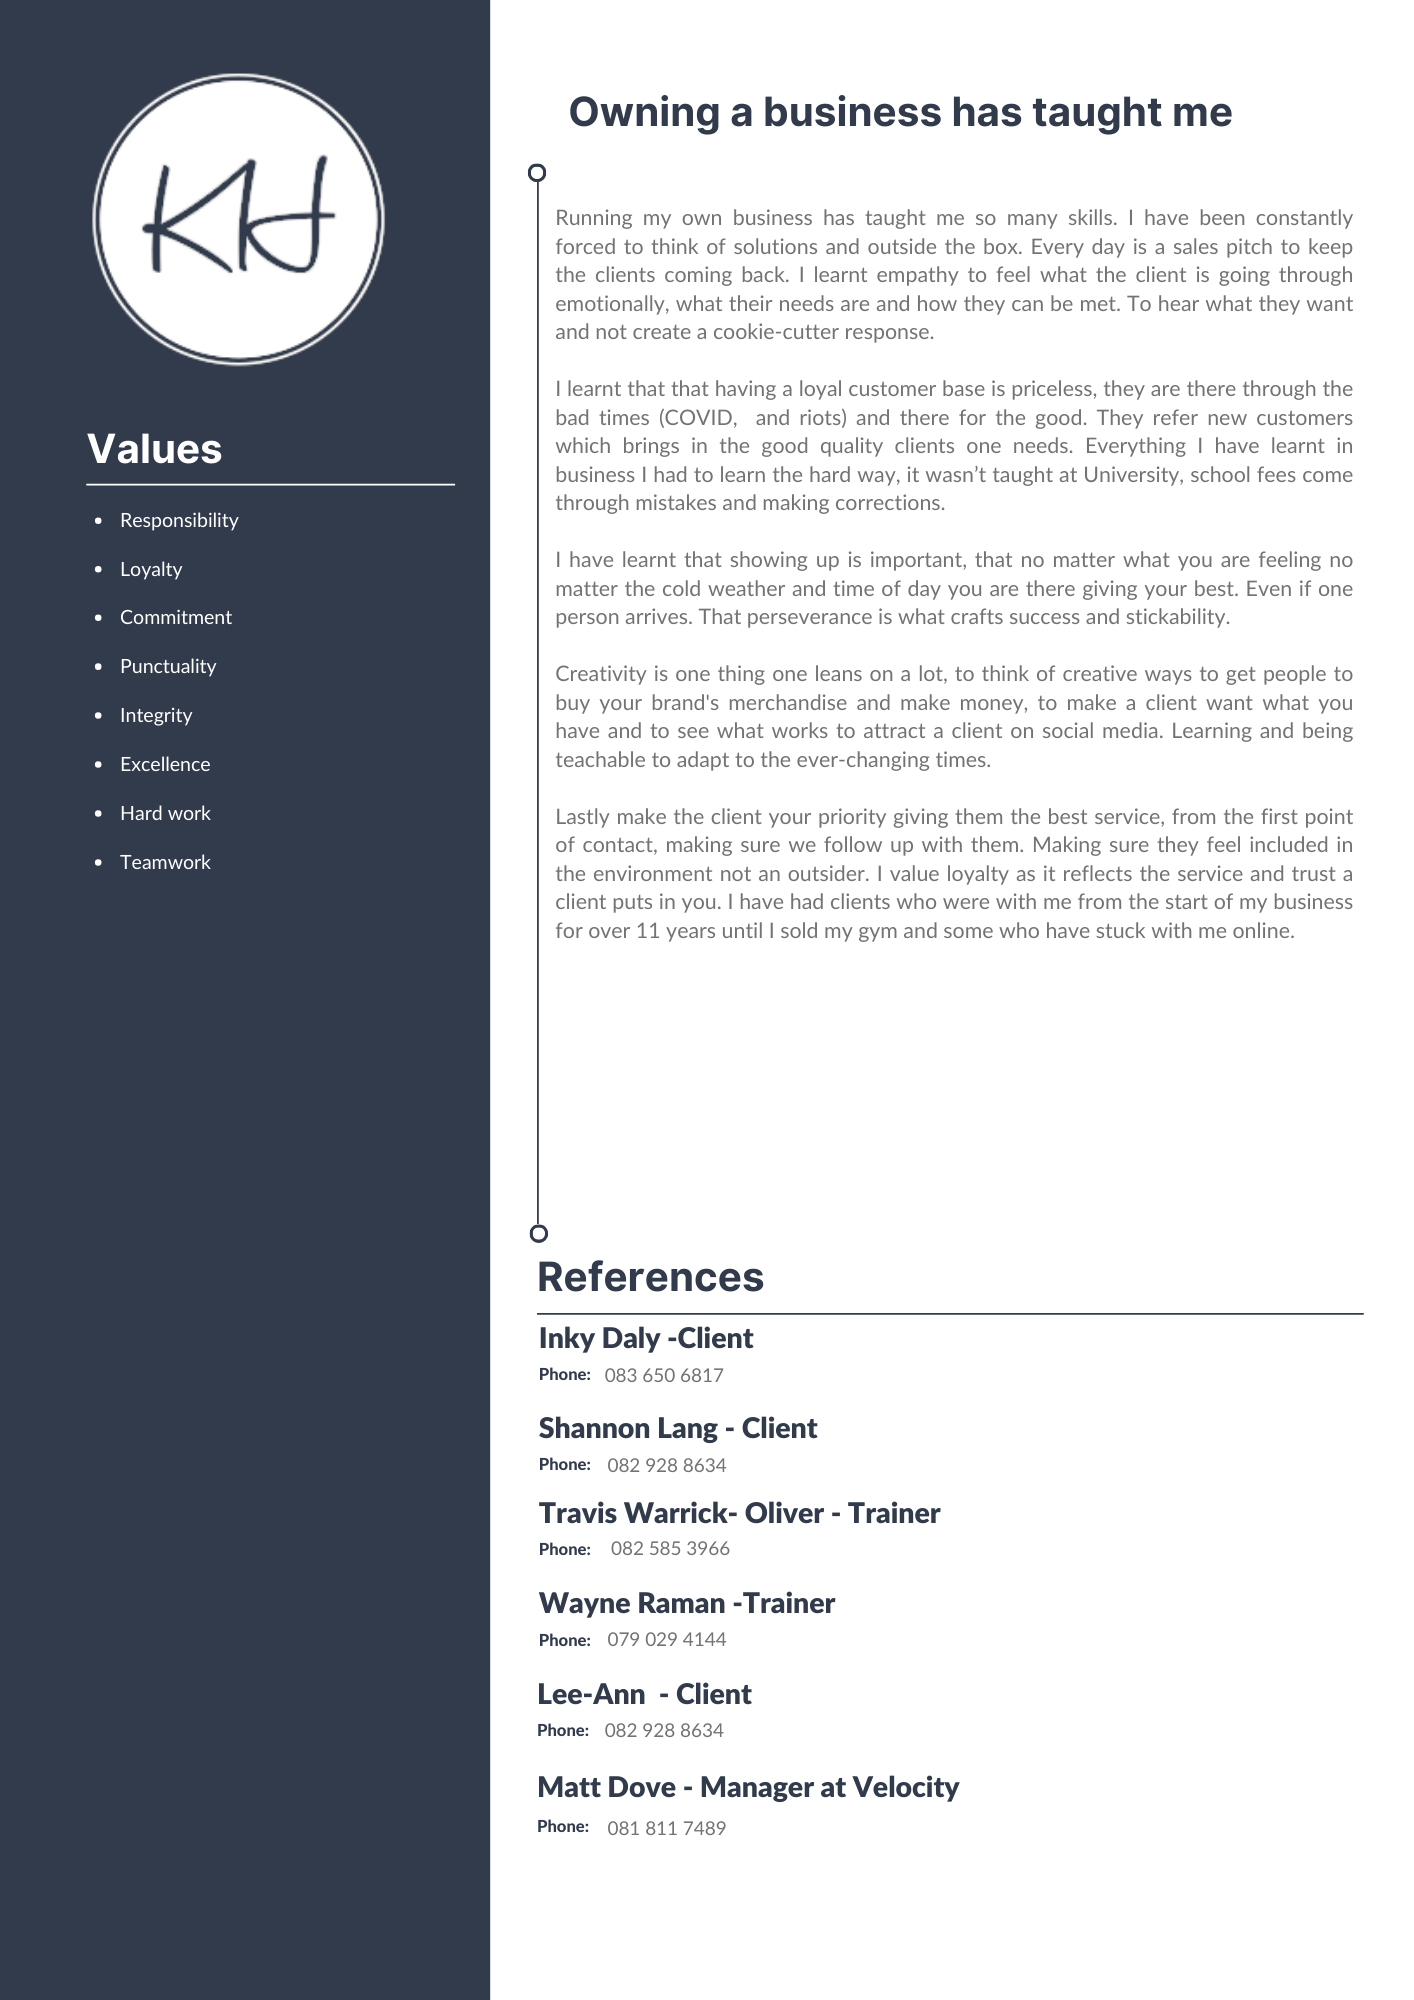 KH
Values
• Responsibility
• Loyalty
• Commitment
• Punctuality
• Integrity
• Excellence
• Hard work
• Teamwork
Owning a business has taught me
Running my own business has taught me so many skills. I have been constantly
forced to think of solutions and outside the box. Every day is a sales pitch to keep
the clients coming back. I learnt empathy to feel what the client is going through
emotionally, what their needs are and how they can be met. To hear what they want
and not create a cookie-cutter response.
I learnt that that having a loyal customer base is priceless, they are there through the
bad times (COVID,  and riots) and there for the good. They refer new customers
which brings in the good quality clients one needs. Everything I have learnt in
business I had to learn the hard way, it wasn’t taught at University, school fees come
through mistakes and making corrections.
I have learnt that showing up is important, that no matter what you are feeling no
matter the cold weather and time of day you are there giving your best. Even if one
person arrives. That perseverance is what crafts success and stickability.
Creativity is one thing one leans on a lot, to think of creative ways to get people to
buy your brand's merchandise and make money, to make a client want what you
have and to see what works to attract a client on social media. Learning and being
teachable to adapt to the ever-changing times.
Lastly make the client your priority giving them the best service, from the first point
of contact, making sure we follow up with them. Making sure they feel included in
the environment not an outsider. I value loyalty as it reflects the service and trust a
client puts in you. I have had clients who were with me from the start of my business
for over 11 years until I sold my gym and some who have stuck with me online.
References
Inky Daly -Client
Phone: 083 650 6817
Shannon Lang - Client
Phone: 082 928 8634
Travis Warrick- Oliver - Trainer
Phone: 082 585 3966
Wayne Raman -Trainer
Phone: 079 029 4144
Lee-Ann  - Client
Phone: 082 928 8634
Matt Dove - Manager at Velocity
Phone: 081 811 7489